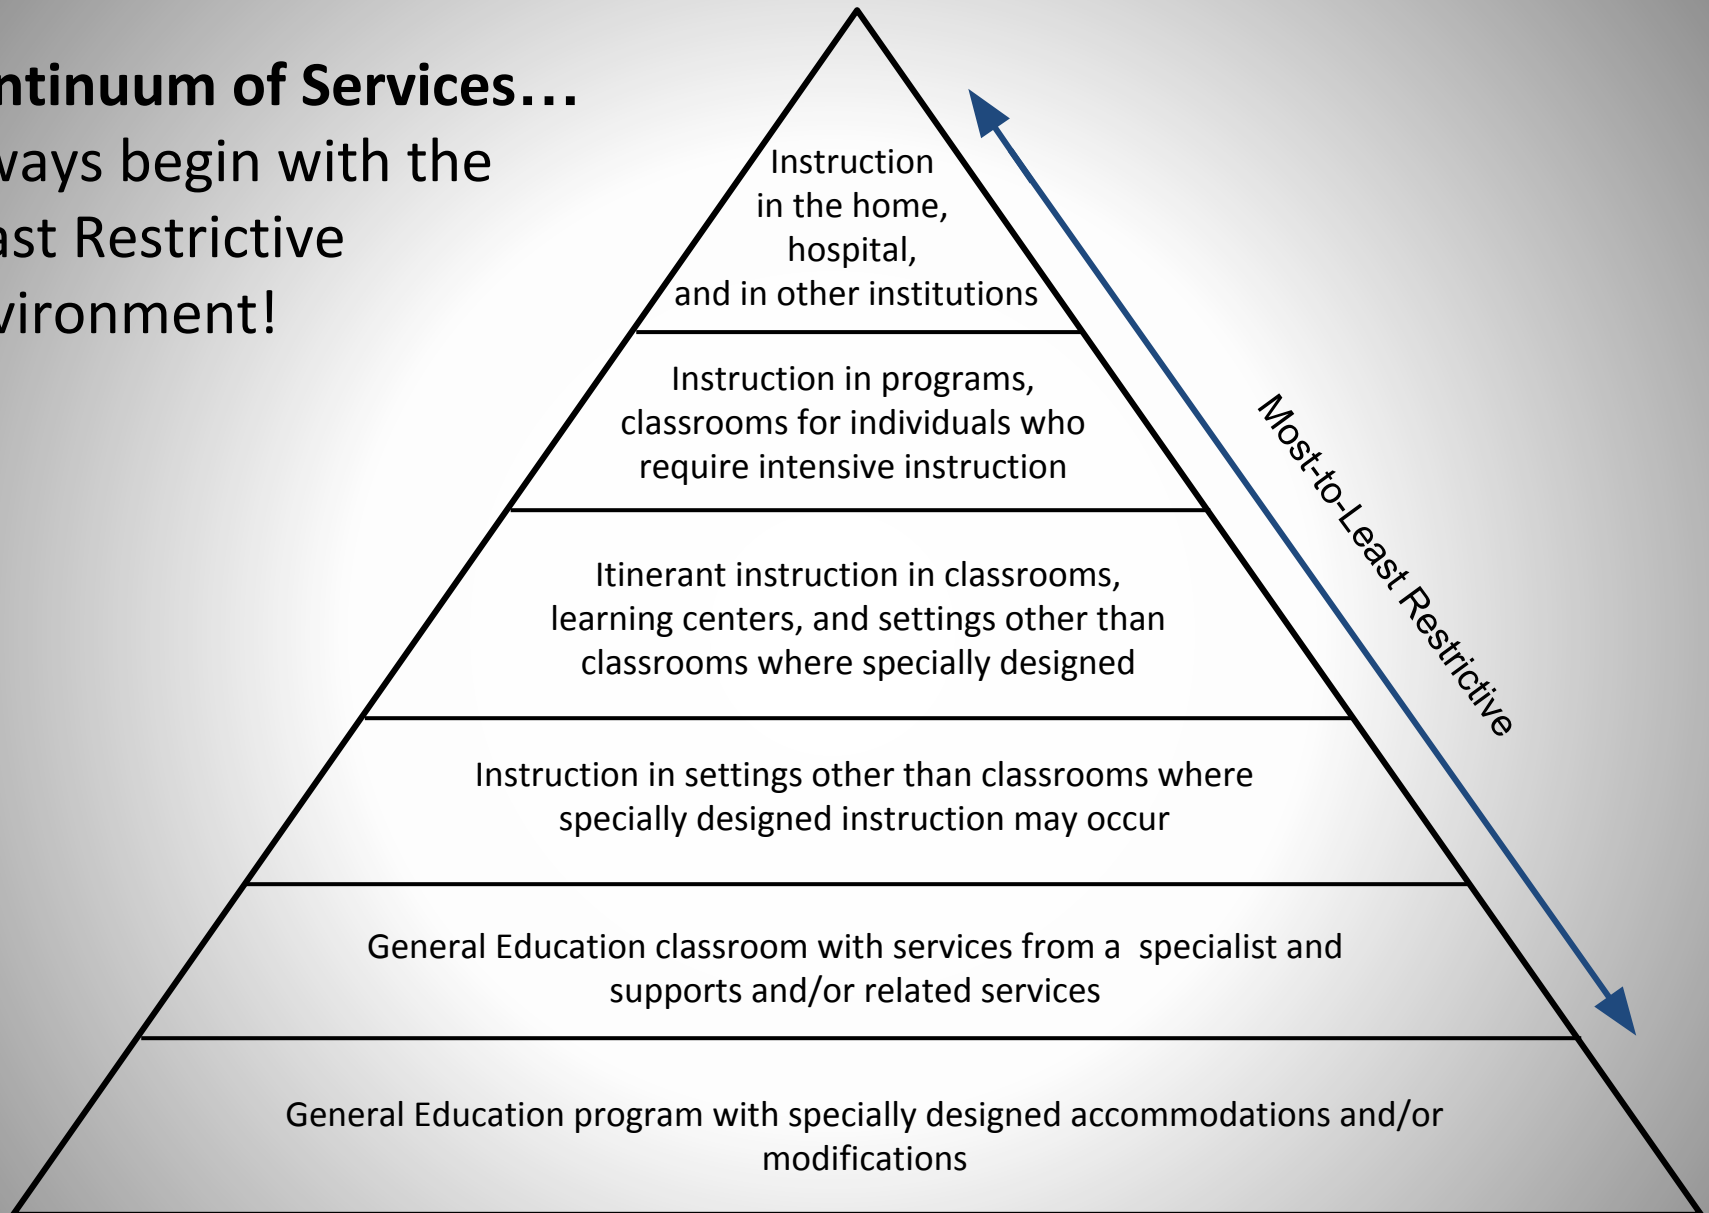 ntinuum of Services...
ways begin with the
ast Restrictive
vironment!
Instruction
in the home,
hospital,
and in other institutions
Instruction in programs,
classrooms for individuals who
require intensive instruction
Itinerant instruction in classrooms,
learning centers, and settings other than
classrooms where specially designed
Instruction in settings other than classrooms where
specially designed instruction may occur
General Education classroom with services from a  specialist and
supports and/or related services
General Education program with specially designed accommodations and/or
modifications
Most-to-Least Restrictive